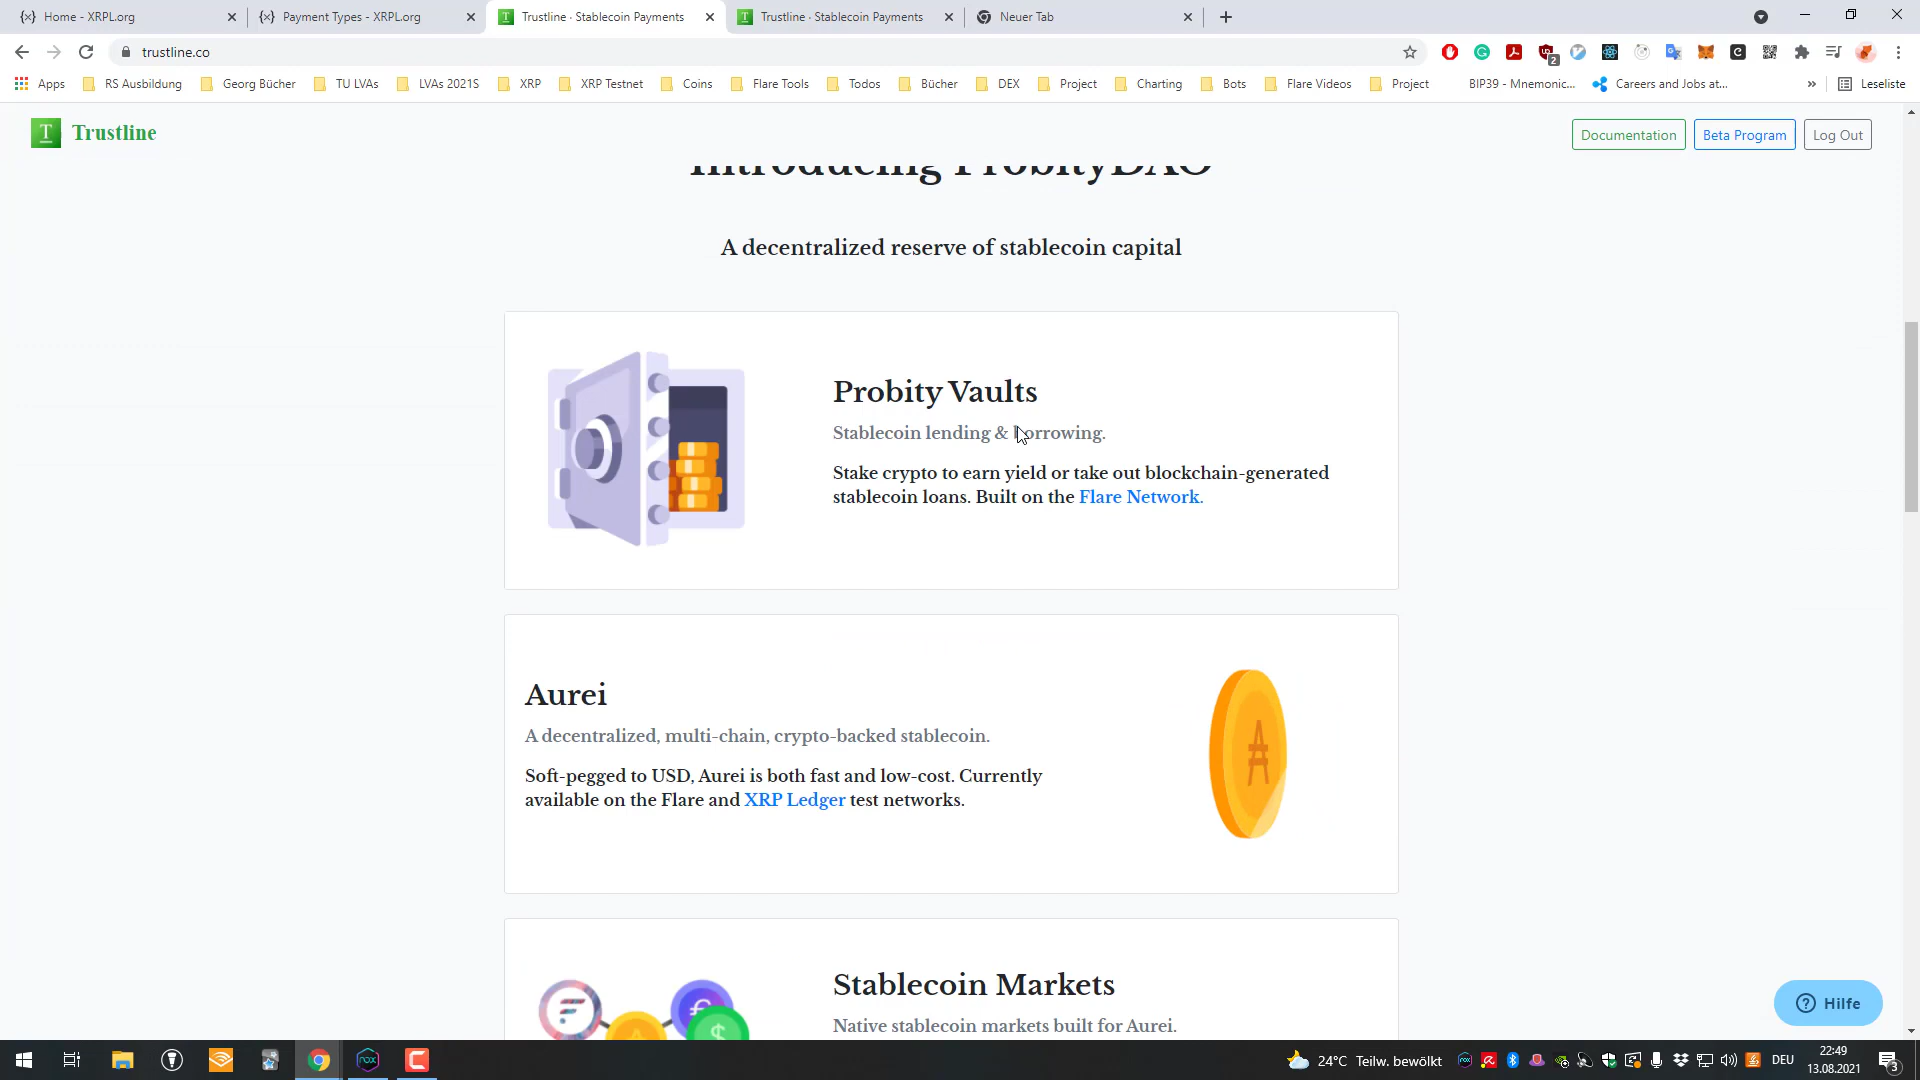 Home - XRPL.org
Payment Types - XRPL.org
Trustline · Stablecoin Payments
Trustline · Stablecoin Payments
Neuer Tab
trustline.co
2
Apps
RS Ausbildung
Georg Bücher
TU LVAs
LVAs 2021S
XRP
XRP Testnet
Coins
Flare Tools
Todos
Bücher
DEX
Project
Charting
Bots
Flare Videos
Project
BIP39 - Mnemonic...
Careers and Jobs at...
»
Leseliste
T Trustline
Documentation
Beta Program
Log Out
Introducing ProbityDAO
A decentralized reserve of stablecoin capital
Probity Vaults
Stablecoin lending & borrowing.
Stake crypto to earn yield or take out blockchain-generated
stablecoin loans. Built on the Flare Network.
Aurei
A decentralized, multi-chain, crypto-backed stablecoin.
Soft-pegged to USD, Aurei is both fast and low-cost. Currently
available on the Flare and XRP Ledger test networks.
Stablecoin Markets
Native stablecoin markets built for Aurei.
Hilfe
24°C Teilw. bewölkt
DEU
22:49
13.08.2021
3